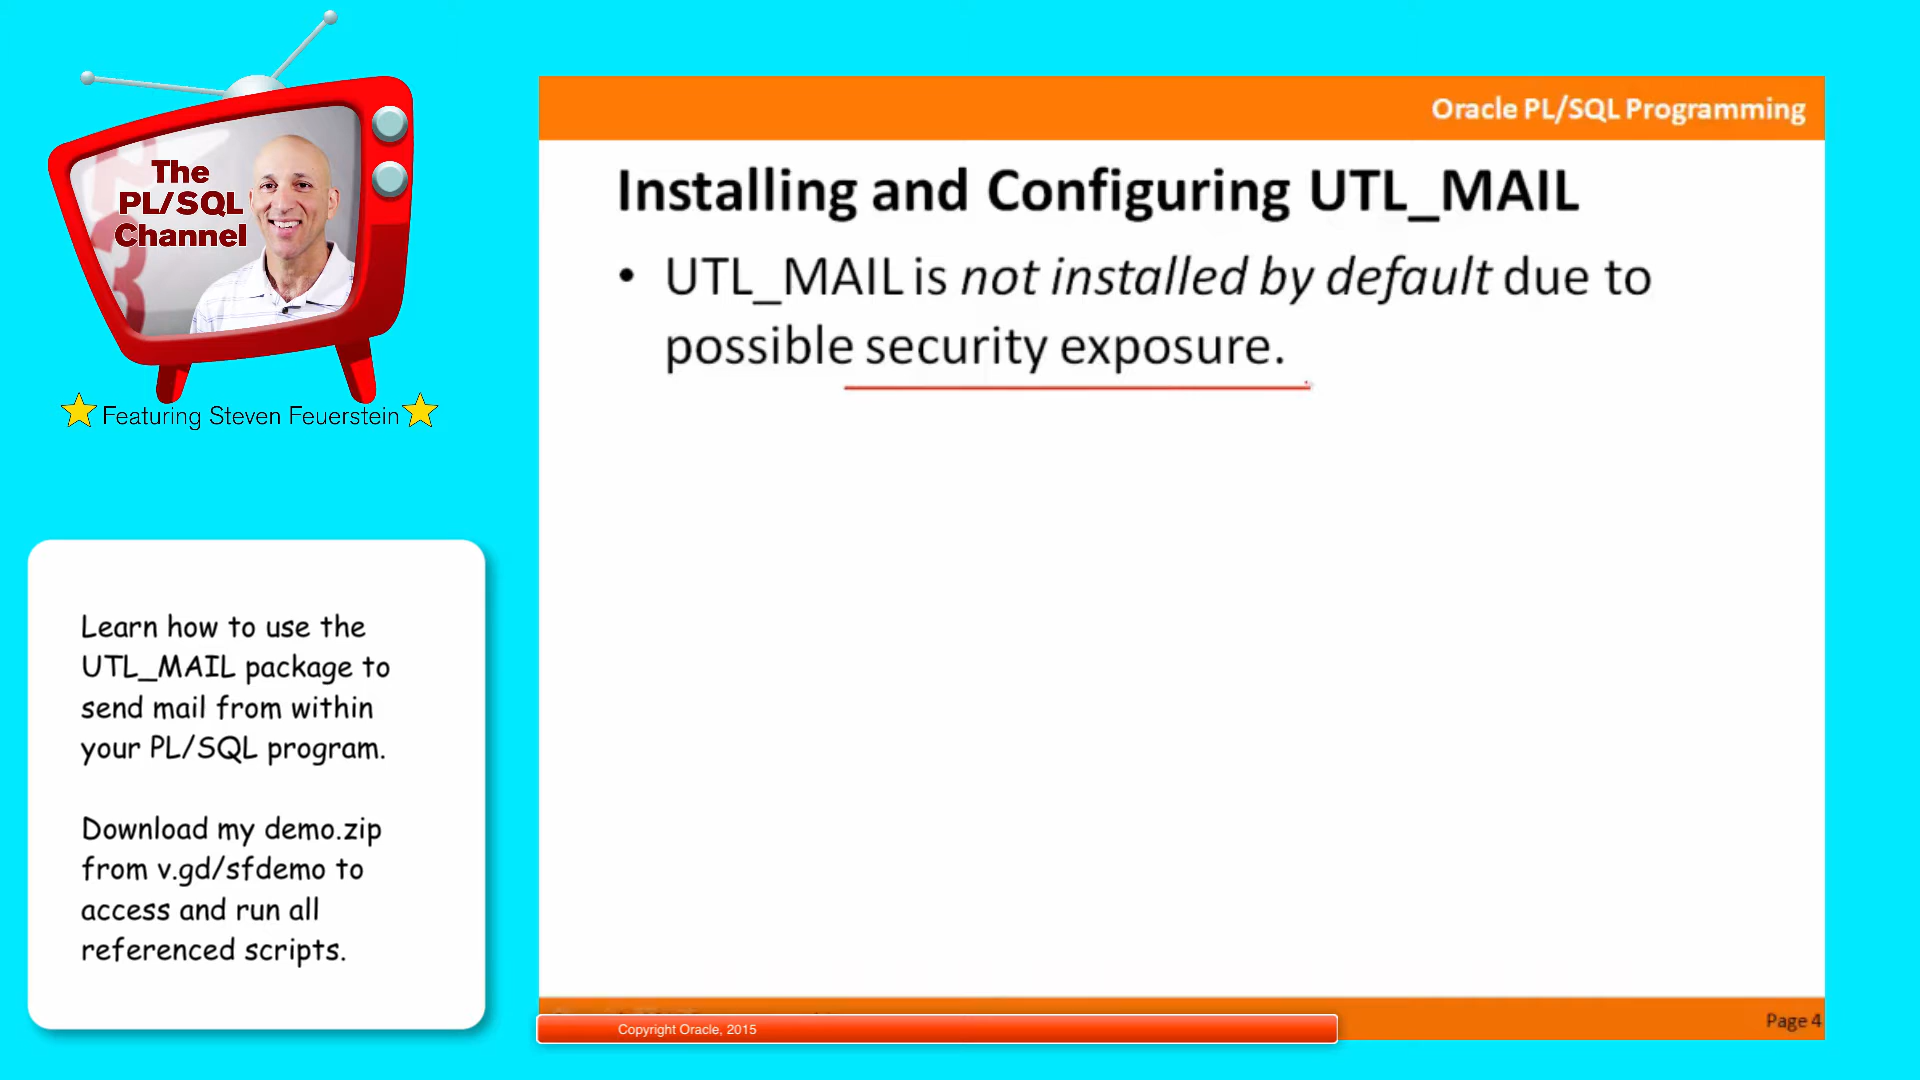 The
PL/SQL
Channel
Featuring Steven Feuerstein
Learn how to use the
UTL_MAIL package to
send mail from within
your PL/SQL program.
Download my demo.zip
from v.gd/sfdemo to
access and run all
referenced scripts.
Oracle PL/SQL Programming
Installing and Configuring UTL_MAIL
• UTL_MAIL is not installed by default due to
possible security exposure.
Copyright Oracle, 2015
Page 4